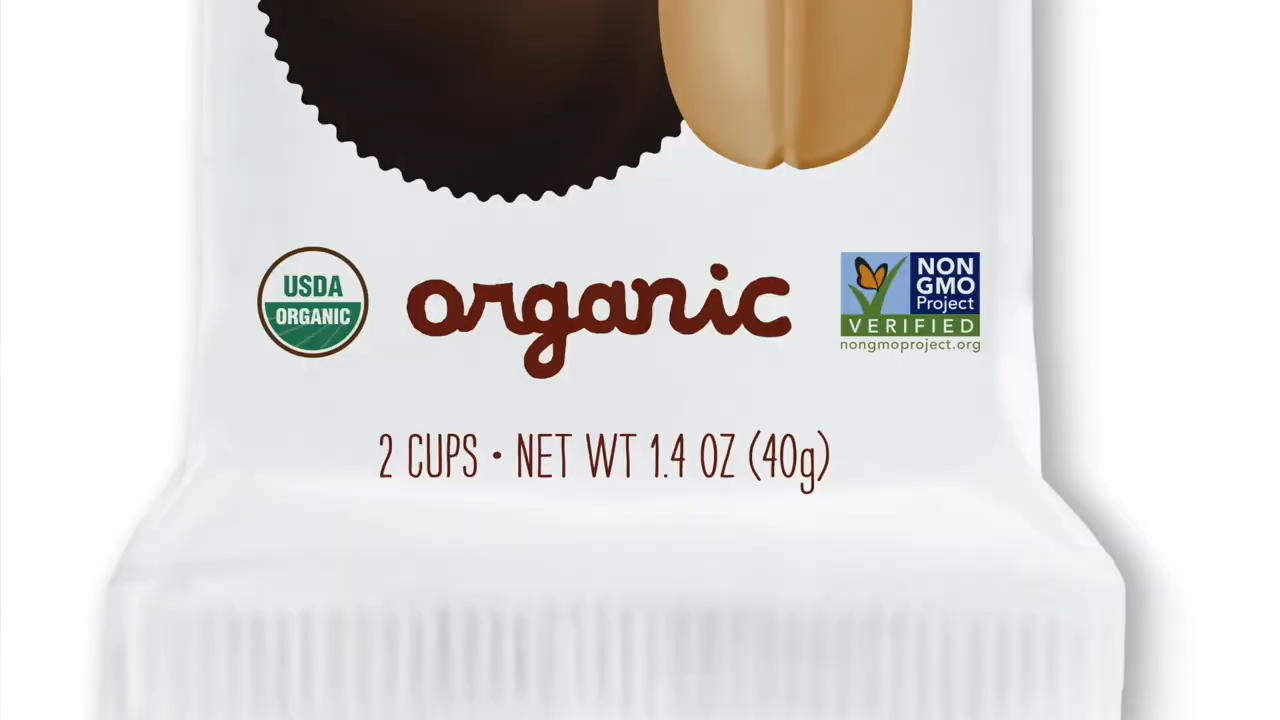 USDA
ORGANIC
organic
NON
GMO
Project
VERIFIED
nongmoproject.org
2 CUPS • NET WT 1.4 OZ (40g)